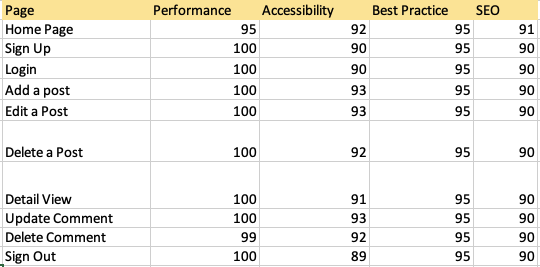 Page Performance Accessibility Best Practice SEO
Home Page 95 92 95 91
Sign Up 100 90 95 90
Login 100 90 95 90
Add a post 100 93 95 90
Edit a Post 100 93 95 90
Delete a Post 100 92 95 90
Detail View 100 91 95 90
Update Comment 100 93 95 90
Delete Comment 99 92 95 90
Sign Out 100 89 95 90